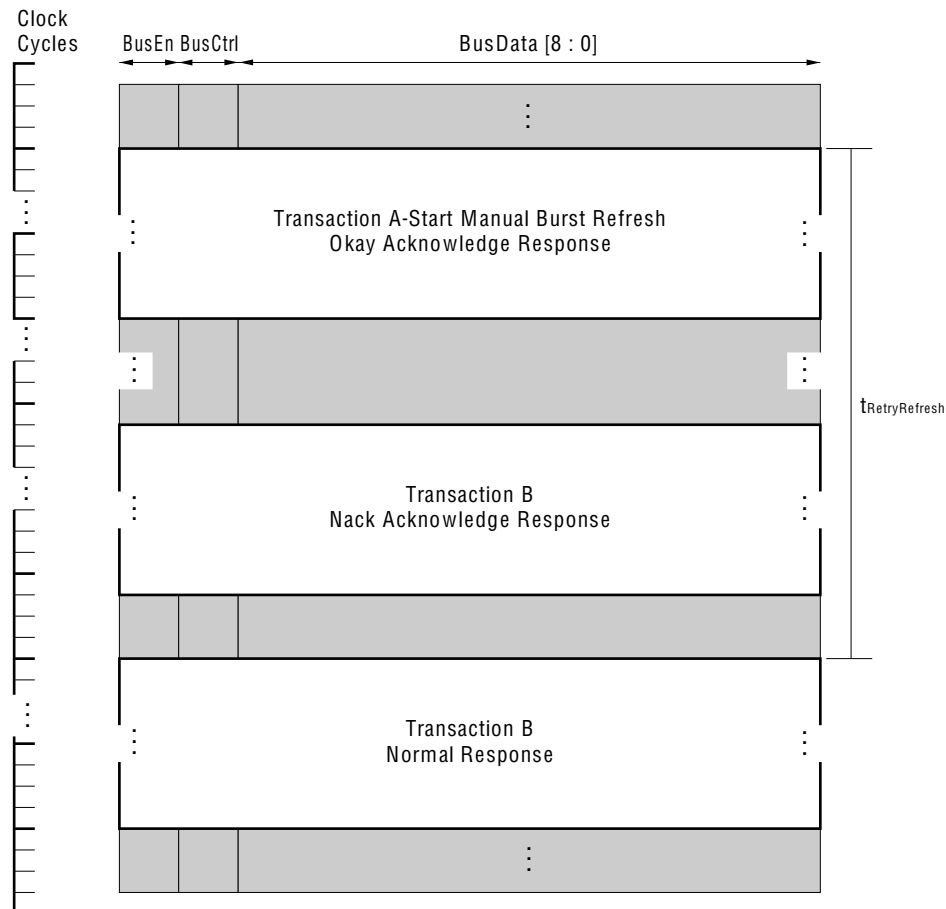 Clock
Cycles
BusEn BusCtrl BusData [8 : 0]
Transaction A-Start Manual Burst Refresh
Okay Acknowledge Response
tRetryRefresh
Transaction B
Nack Acknowledge Response
Transaction B
Normal Response